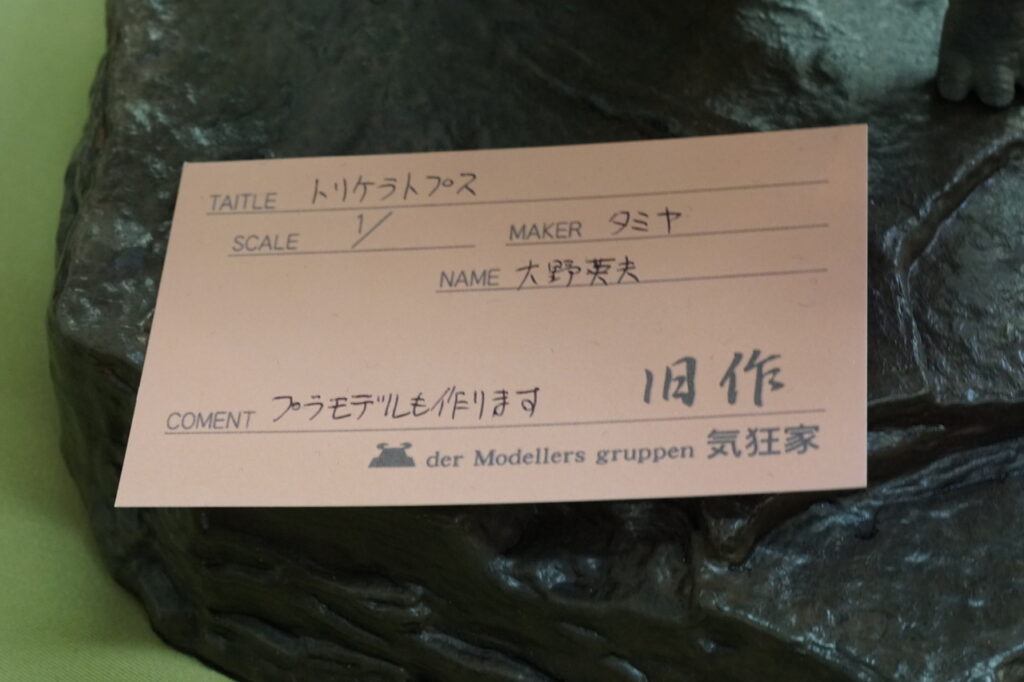 TAITLE トリケラトプス
SCALE 1/ MAKER タミヤ
NAME 大野英夫
旧作
COMENT プラモデルも作ります
der Modellers gruppen 気狂家